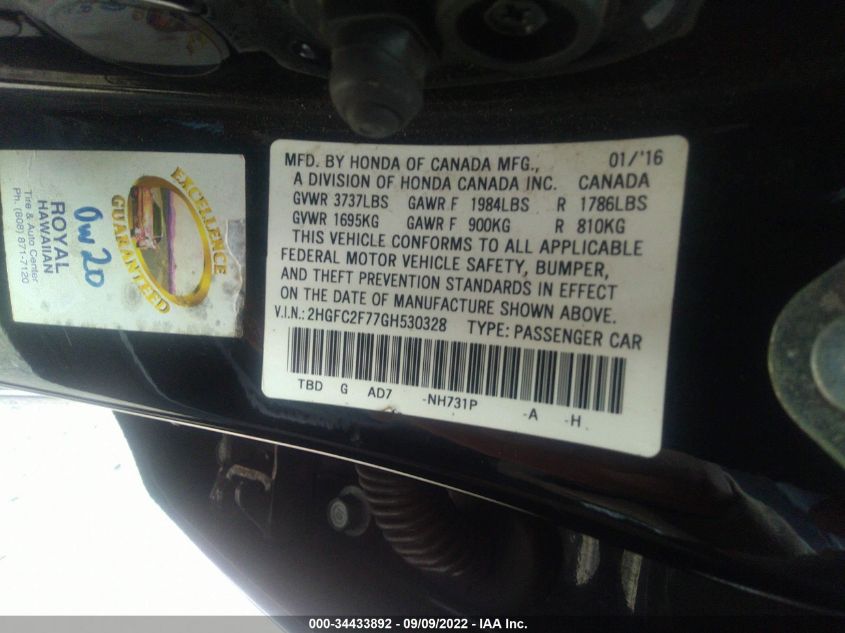 MFD. BY HONDA OF CANADA MFG., 01/'16
A DIVISION OF HONDA CANADA INC. CANADA
GVWR 3737LBS GAWR F 1984LBS R 1786LBS
GVWR 1695KG GAWR F 900KG R 810KG
THIS VEHICLE CONFORMS TO ALL APPLICABLE
FEDERAL MOTOR VEHICLE SAFETY, BUMPER,
AND THEFT PREVENTION STANDARDS IN EFFECT
ON THE DATE OF MANUFACTURE SHOWN ABOVE.
V.I.N.: 2HGFC2F77GH530328 TYPE: PASSENGER CAR
TBD G AD7 -NH731P -A -H
EXCELLENCE
GUARANTEED
0w20
ROYAL
HAWAIIAN
Tire & Auto Center
Ph. (808) 871-7120
000-34433892 - 09/09/2022 - IAA Inc.